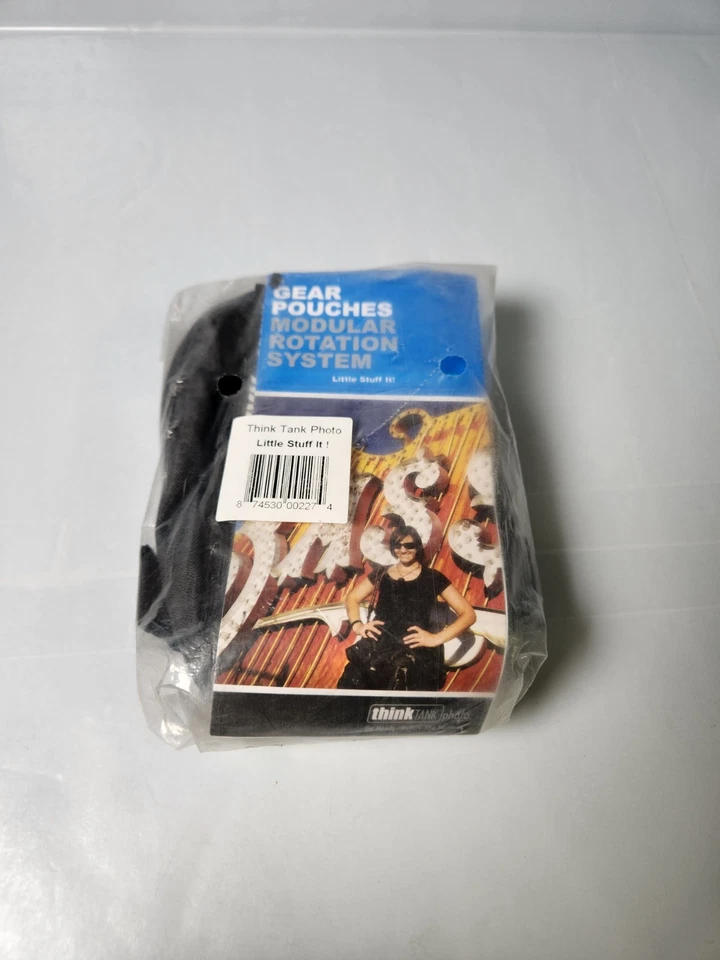 GEAR
POUCHES
MODULAR
ROTATION
SYSTEM
Little Stuff It!
Think Tank Photo
Little Stuff It !
8 74530 00227 4
thinkTANKphoto